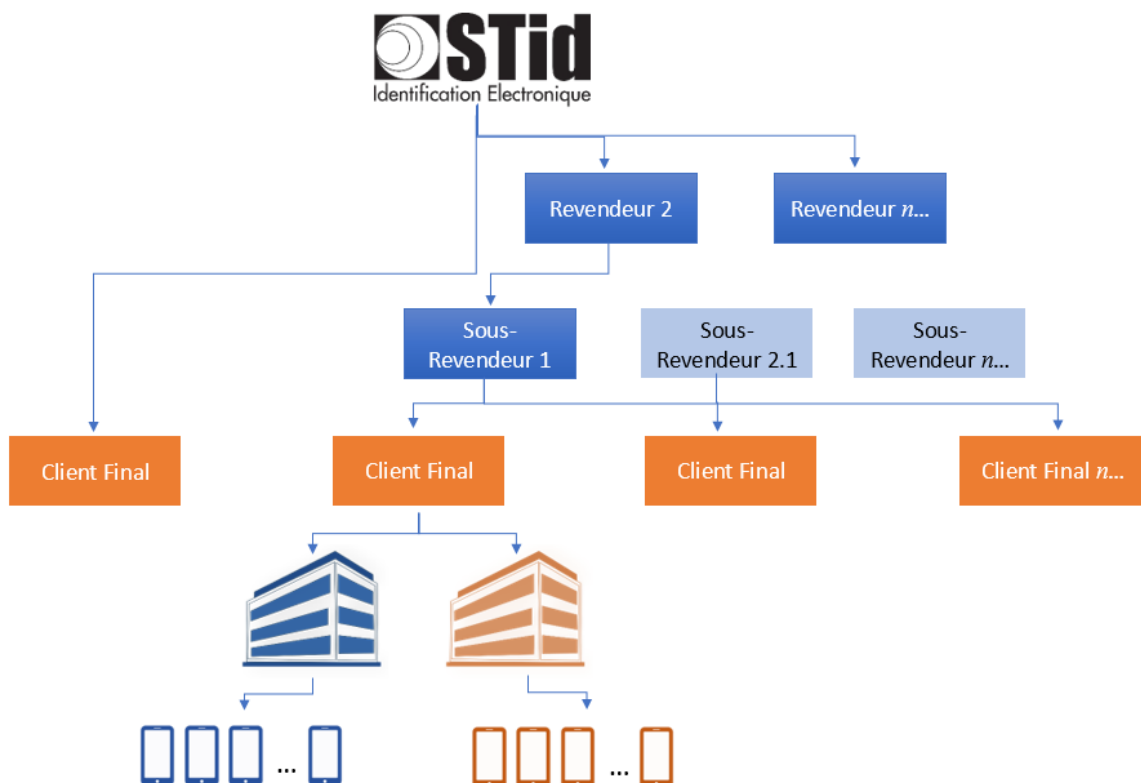 STid
Identification Electronique
Revendeur 2
Revendeur n...
Sous-
Revendeur 1
Sous-
Revendeur 2.1
Sous-
Revendeur n...
Client Final
Client Final
Client Final
Client Final n...
...
...